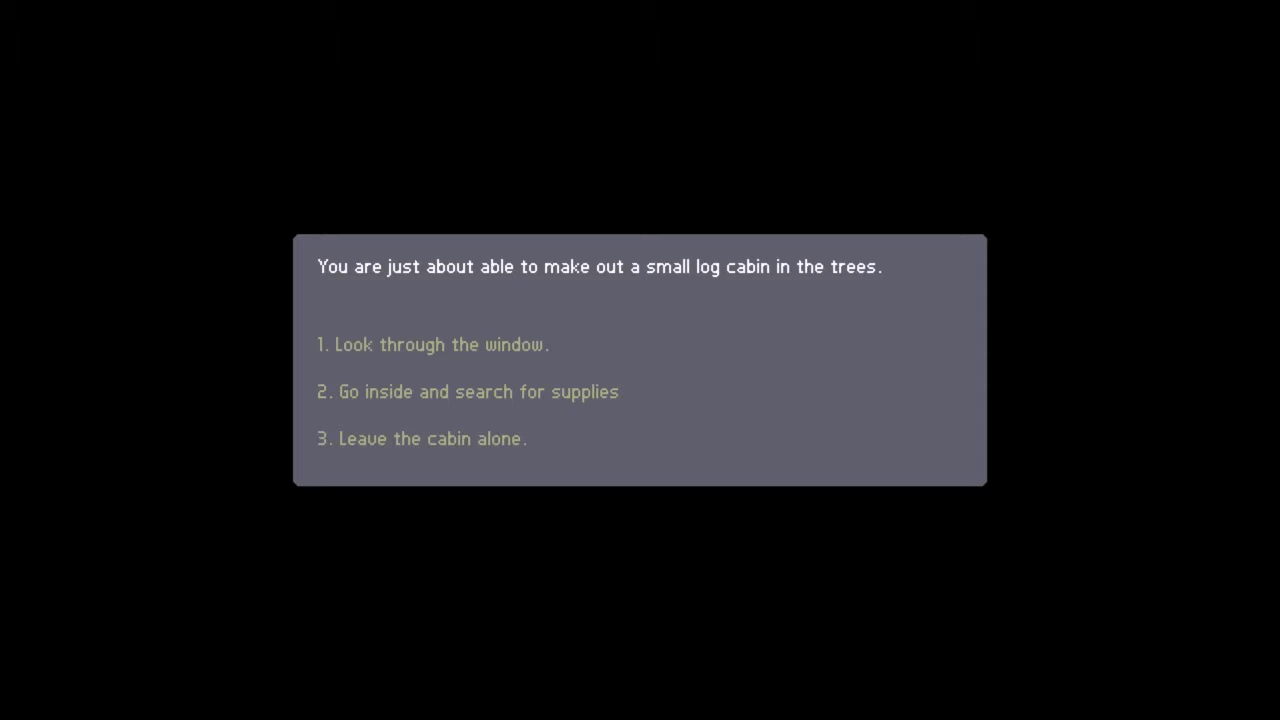 You are just about able to make out a small log cabin in the trees.
1. Look through the window.
2. Go inside and search for supplies
3. Leave the cabin alone.